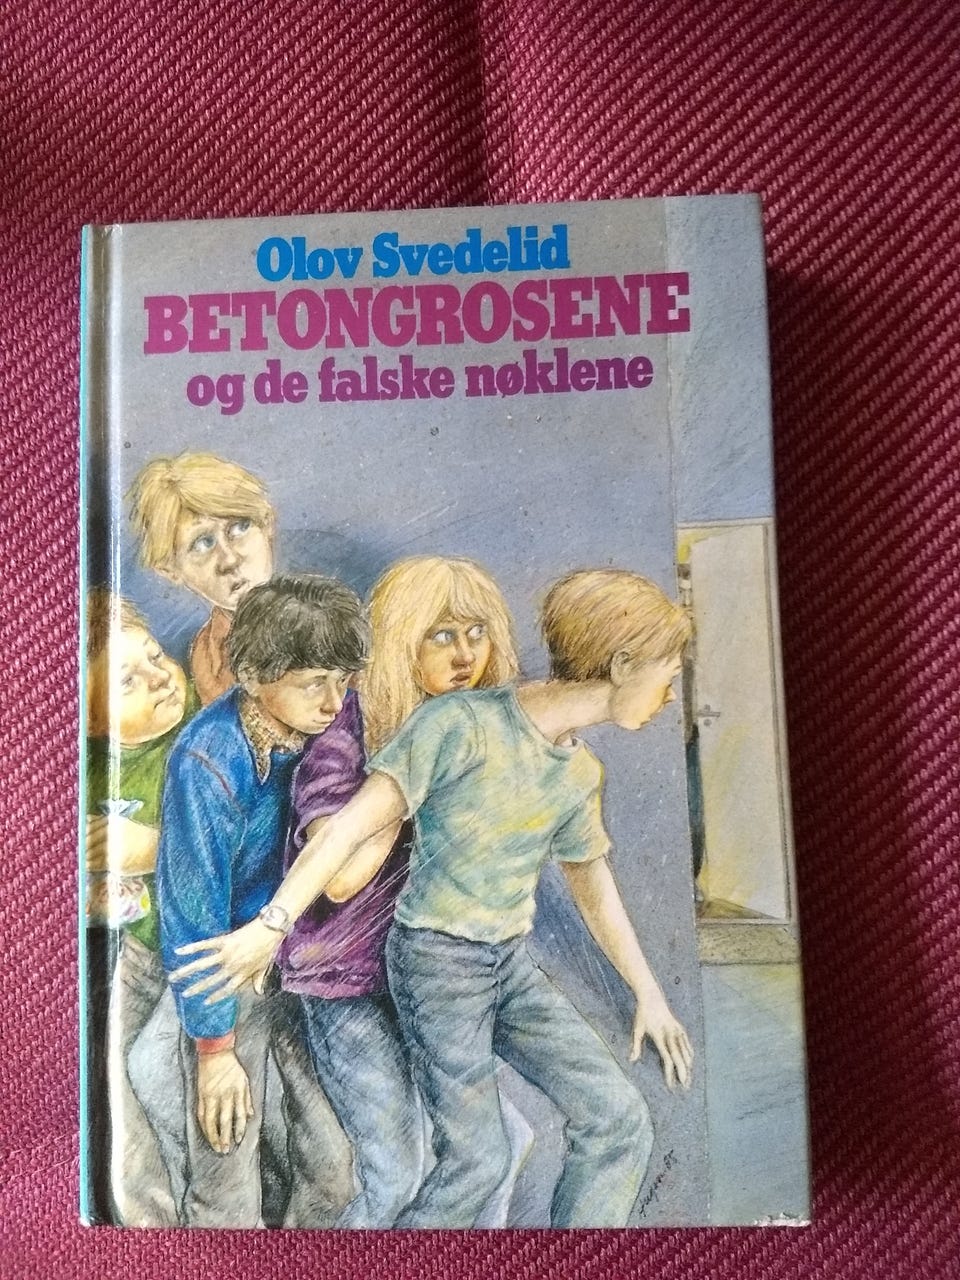 Olov Svedelid
BETONGROSENE
og de falske nøklene